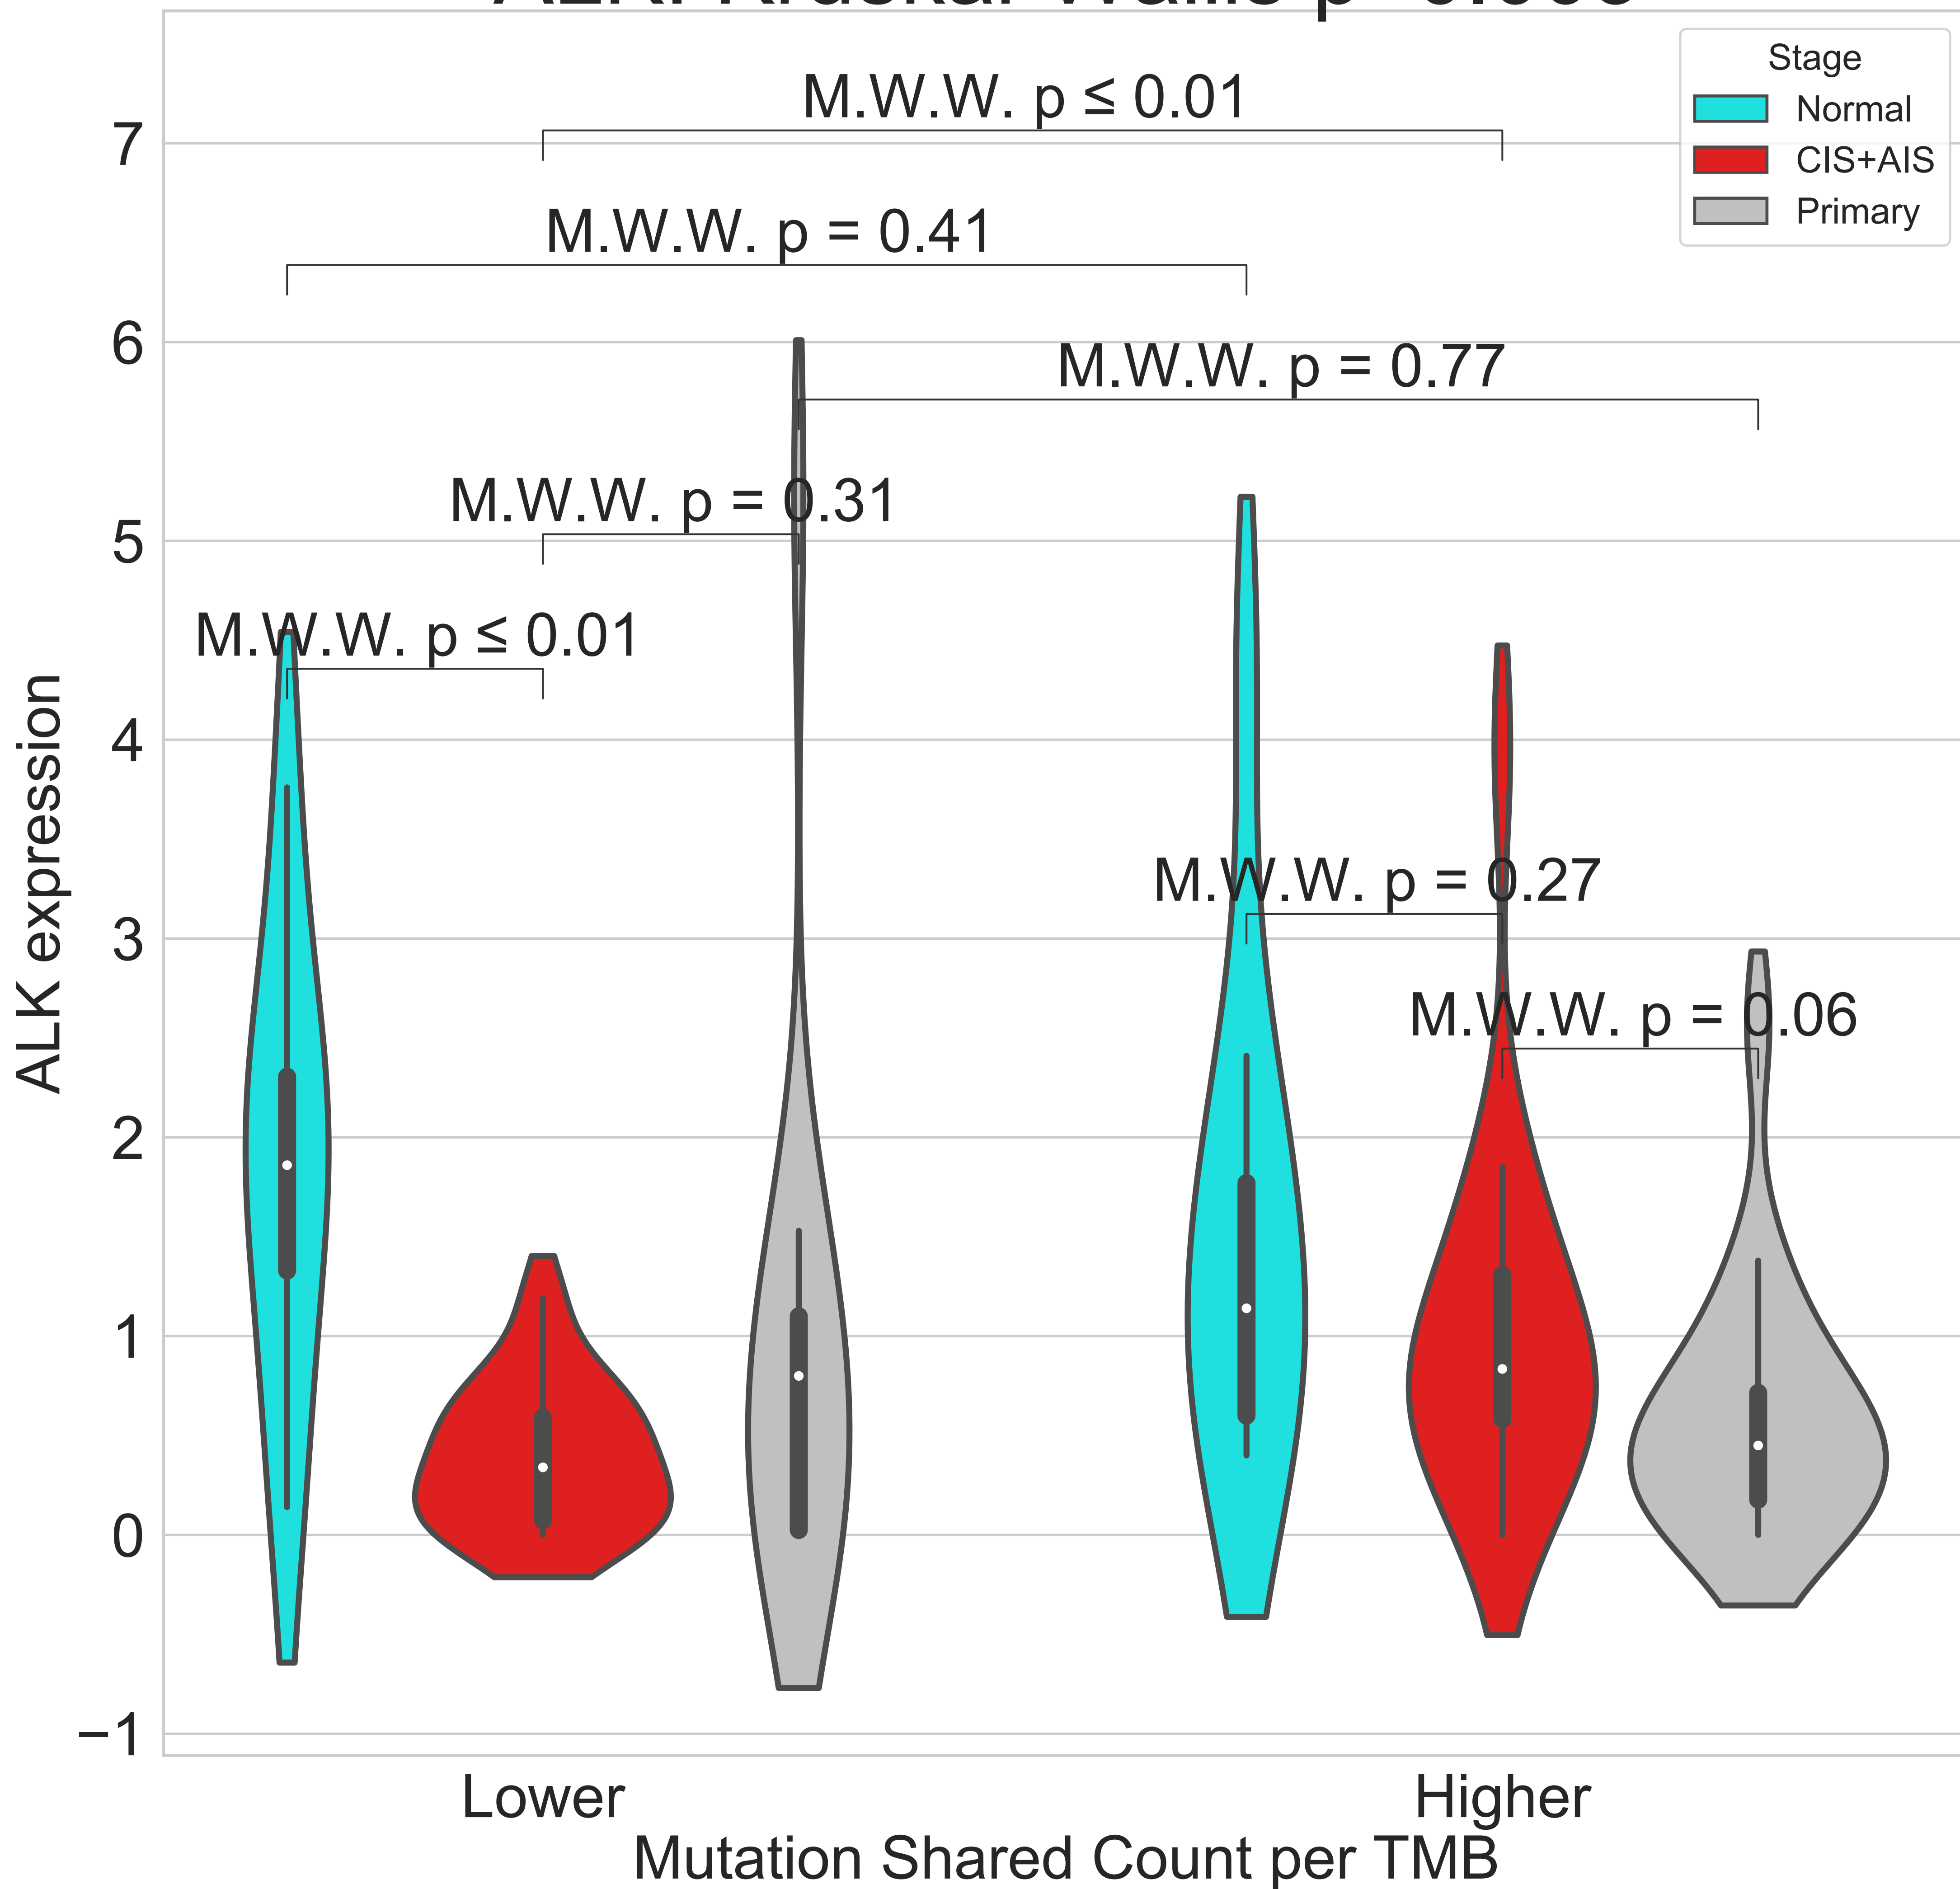 Stage
Normal
CIS+AIS
Primary
M.W.W. p ≤ 0.01
M.W.W. p = 0.41
M.W.W. p = 0.77
M.W.W. p = 0.31
M.W.W. p ≤ 0.01
M.W.W. p = 0.27
M.W.W. p = 0.06
7
6
5
4
3
2
1
0
−1
ALK expression
Lower
Higher
Mutation Shared Count per TMB